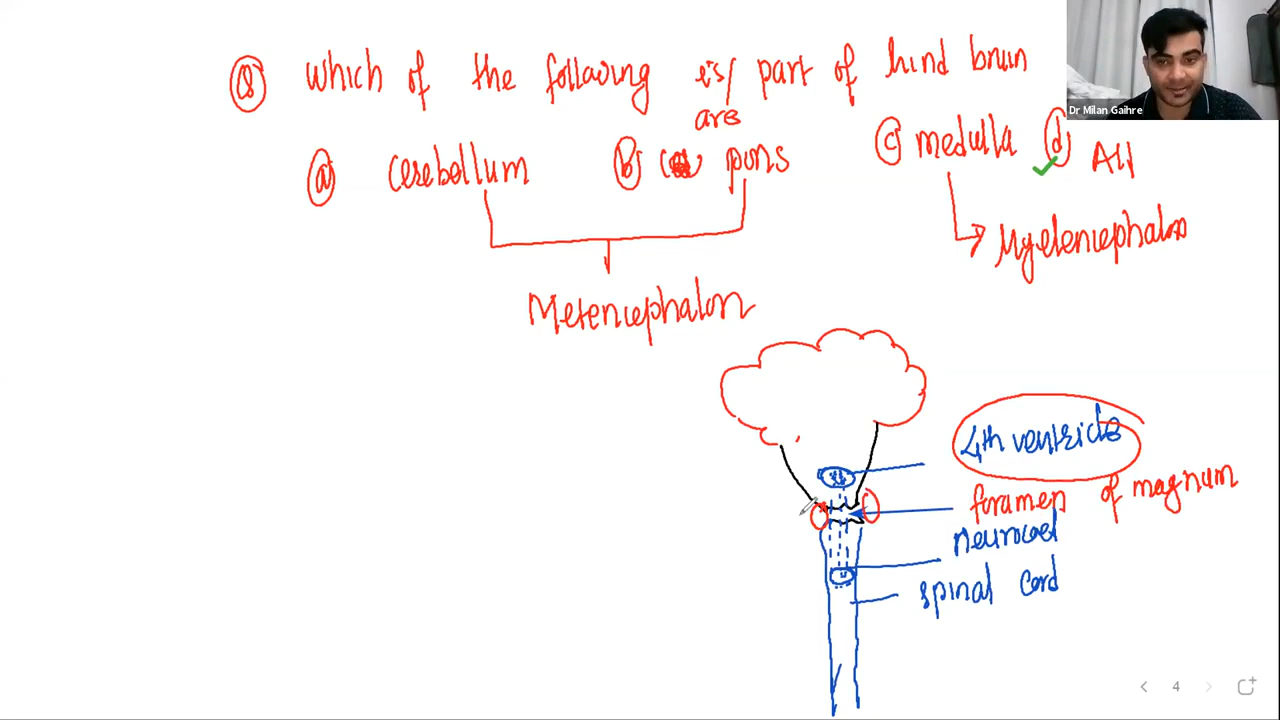 Q which of the following is/are part of hind brain
Dr Milan Gaihre
a cerebellum b pons c medulla d All
Myelencephalon
Metencephalon
4th ventricle
foramen of magnum
neurocoel
spinal cord
4